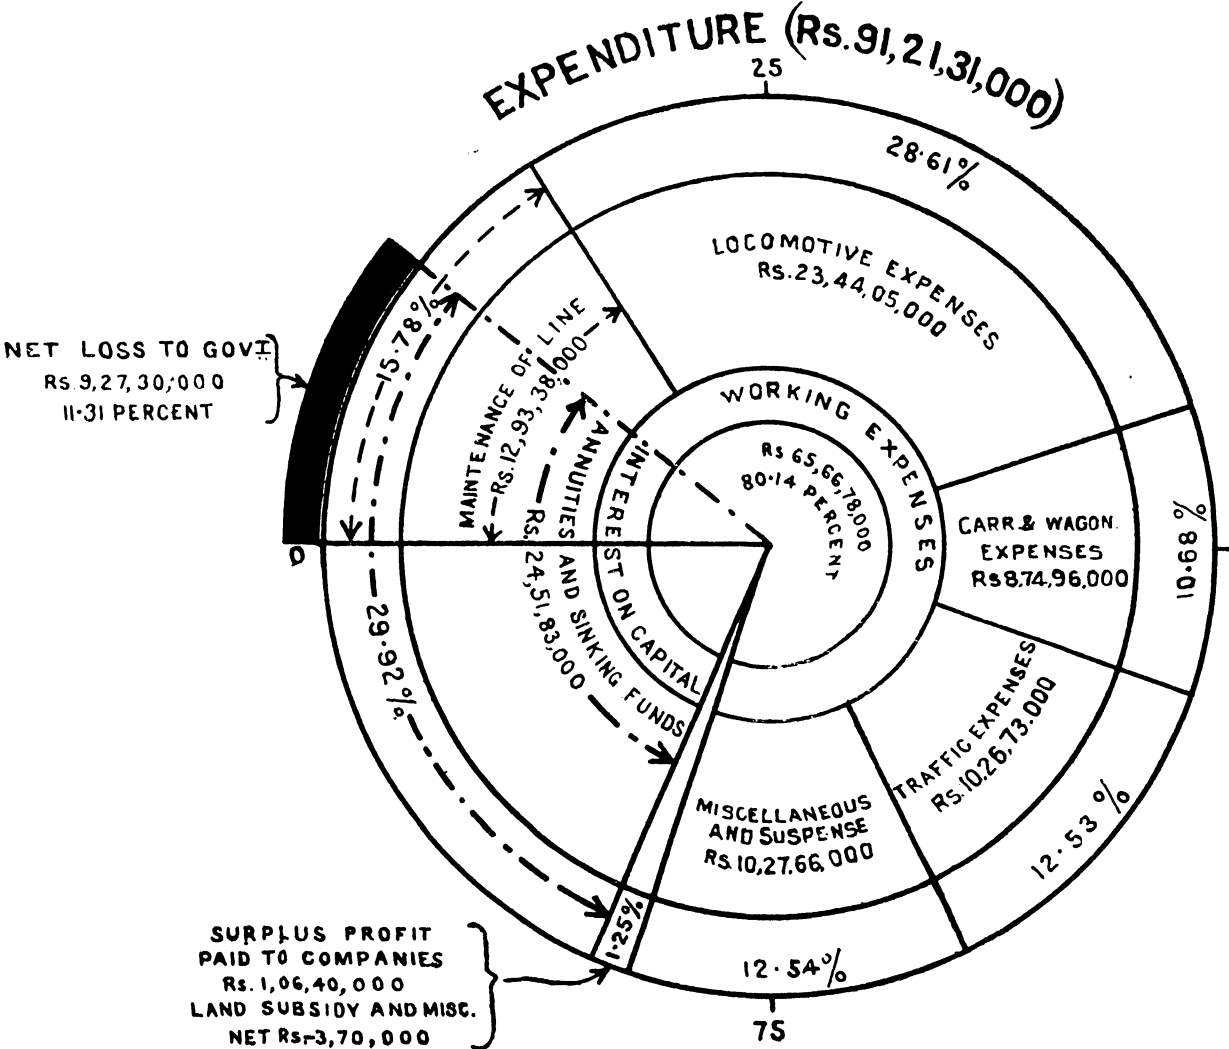 EXPENDITURE (Rs.91,21,31,000)
25
28·61%
LOCOMOTIVE EXPENSES
Rs.23,44,05,000
15·78%
MAINTENANCE OF LINE
Rs.12,93,38,000
NET LOSS TO GOVT
Rs.9,27,30,000
11·31 PERCENT
WORKING EXPENSES
Rs 65,66,78,000
80·14 PERCENT
INTEREST ON CAPITAL
ANNUITIES AND SINKING FUNDS
Rs.24,51,83,000
0
29·92%
CARR. & WAGON.
EXPENSES
Rs8,74,96,000
10·68%
TRAFFIC EXPENSES
Rs.10,26,73.000
12·53%
MISCELLANEOUS
AND SUSPENSE
Rs.10,27.66,000
12·54%
1·25%
SURPLUS PROFIT
PAID TO COMPANIES
Rs. 1,06,40,000
LAND SUBSIDY AND MISC.
NET Rs-3,70,000
75